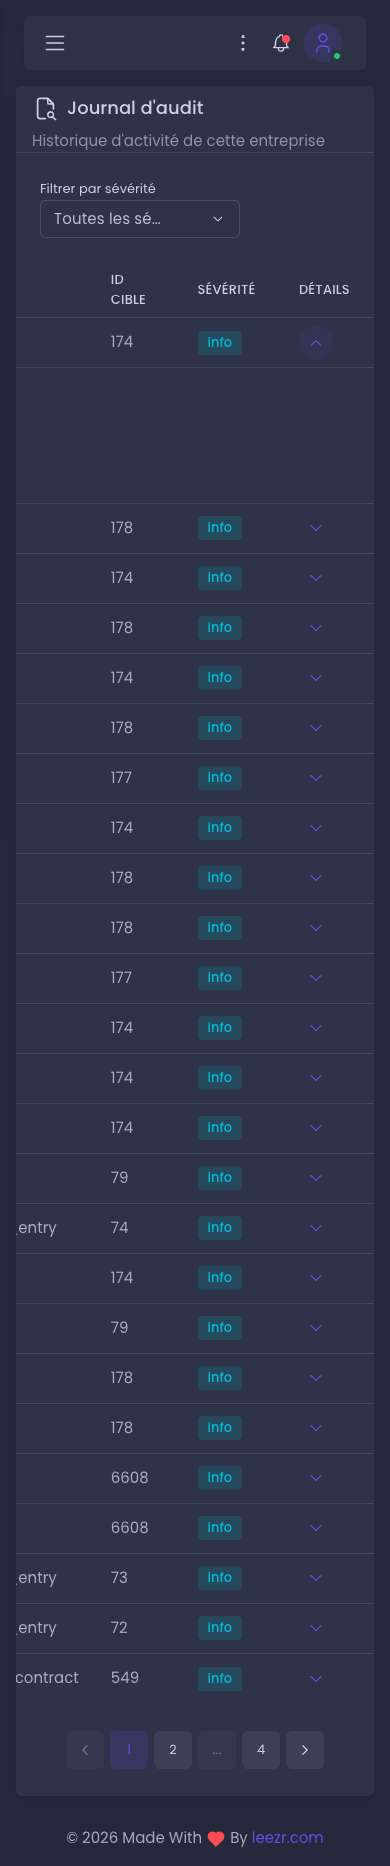 Journal d'audit
Historique d'activité de cette entreprise
Filtrer par sévérité
Toutes les sé...
ID CIBLE SÉVÉRITÉ DÉTAILS
174 info
178 info
174 info
178 info
174 info
178 info
177 info
174 info
178 info
178 info
177 info
174 info
174 info
174 info
79 info
_entry 74 info
174 info
79 info
178 info
178 info
6608 info
6608 info
_entry 73 info
_entry 72 info
contract 549 info
1 2 ... 4
© 2026 Made With By leezr.com